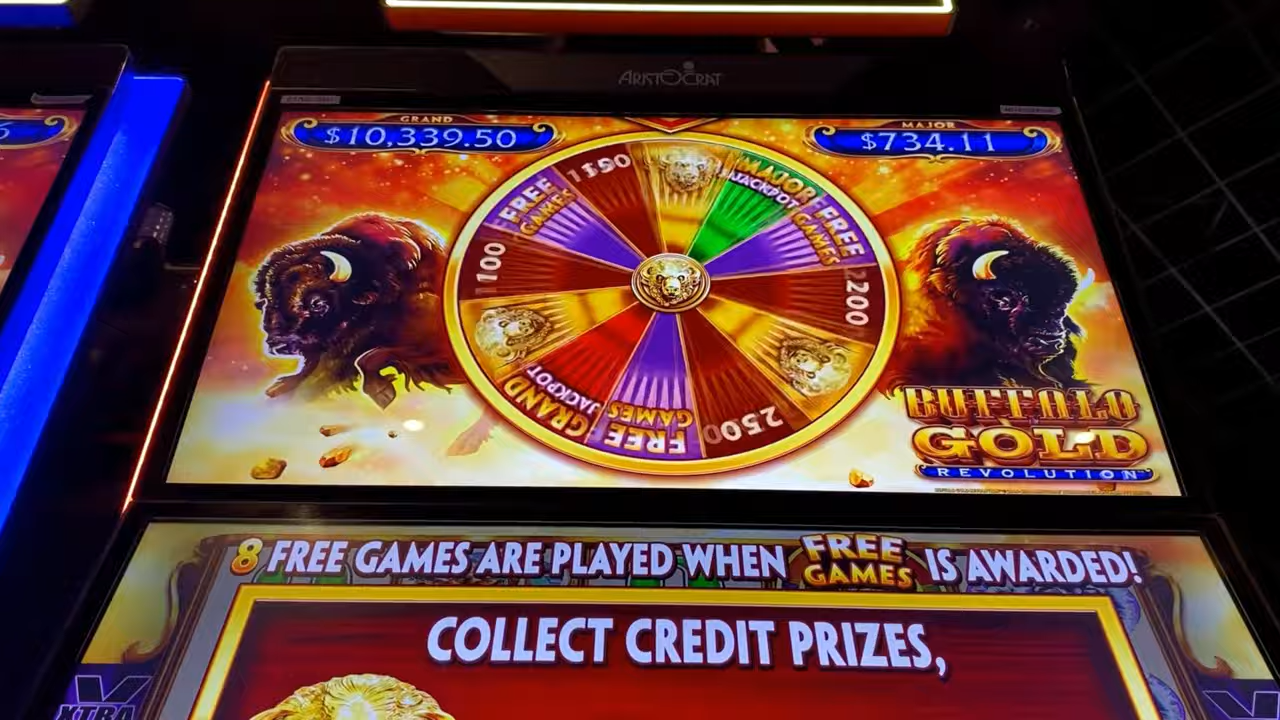 ARISTOCRAT
GRAND
$10,339.50
MAJOR
$734.11
MAJOR
JACKPOT
FREE
GAMES
200
2500
FREE
GAMES
GRAND
JACKPOT
100
FREE
GAMES
BUFFALO
GOLD
REVOLUTION
8 FREE GAMES ARE PLAYED WHEN FREE GAMES IS AWARDED!
COLLECT CREDIT PRIZES,
XTRA